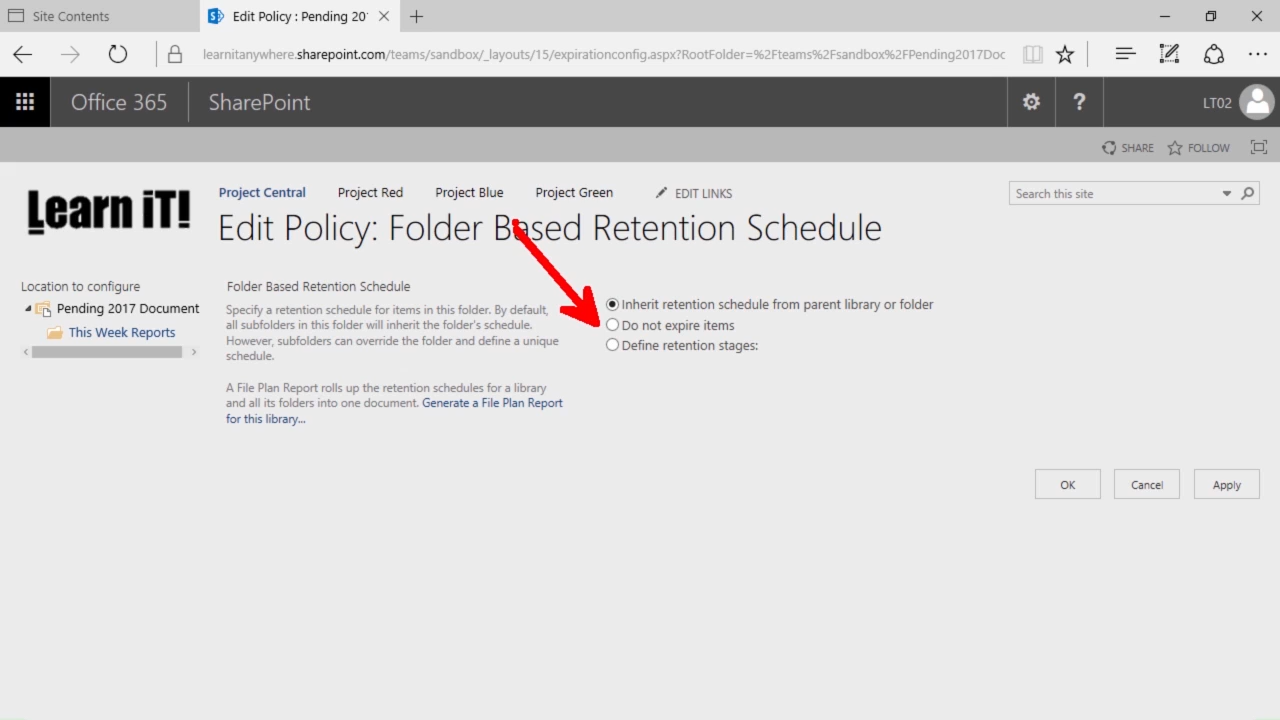 Site Contents
Edit Policy : Pending 20
learnitanywhere.sharepoint.com/teams/sandbox/_layouts/15/expirationconfig.aspx?RootFolder=%2Fteams%2Fsandbox%2FPending2017Doc
Office 365 SharePoint ? LT02
SHARE FOLLOW
Learn iT!
Project Central Project Red Project Blue Project Green EDIT LINKS
Search this site
Edit Policy: Folder Based Retention Schedule
Location to configure
Pending 2017 Document
This Week Reports
Folder Based Retention Schedule
Specify a retention schedule for items in this folder. By default,
all subfolders in this folder will inherit the folder's schedule.
However, subfolders can override the folder and define a unique
schedule.
A File Plan Report rolls up the retention schedules for a library
and all its folders into one document. Generate a File Plan Report
for this library...
Inherit retention schedule from parent library or folder
Do not expire items
Define retention stages:
OK Cancel Apply